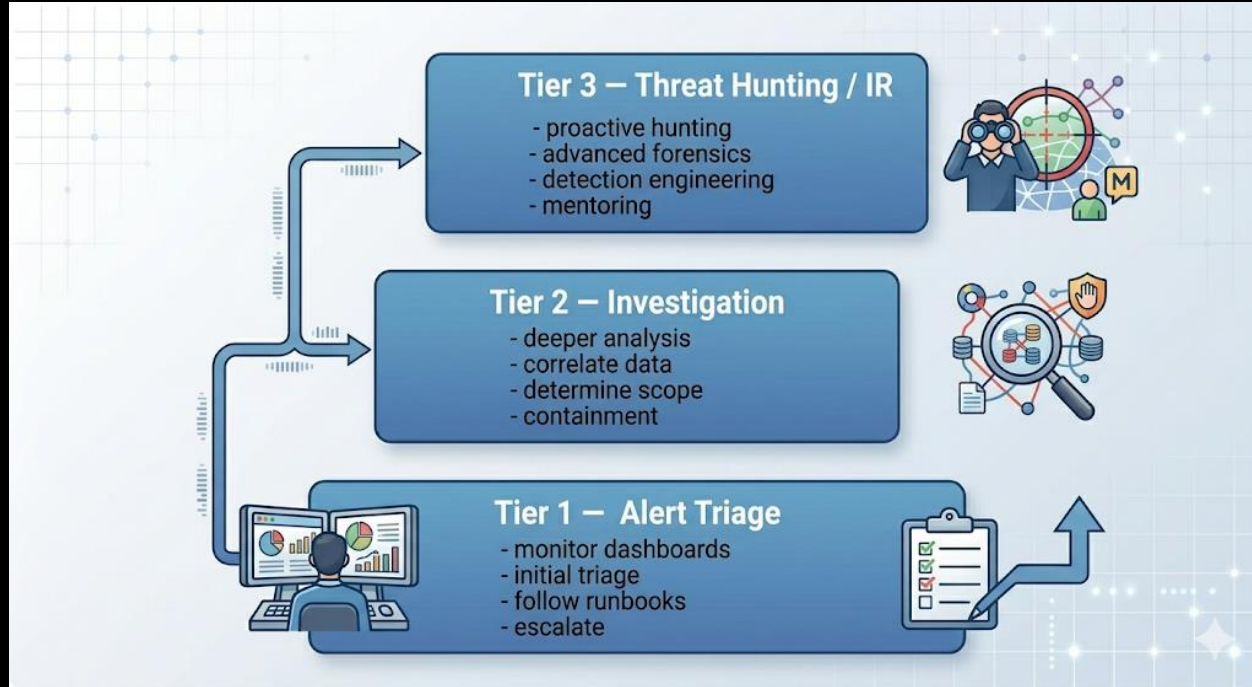 Tier 3 — Threat Hunting / IR
- proactive hunting
- advanced forensics
- detection engineering
- mentoring
M
Tier 2 — Investigation
- deeper analysis
- correlate data
- determine scope
- containment
Tier 1 — Alert Triage
- monitor dashboards
- initial triage
- follow runbooks
- escalate